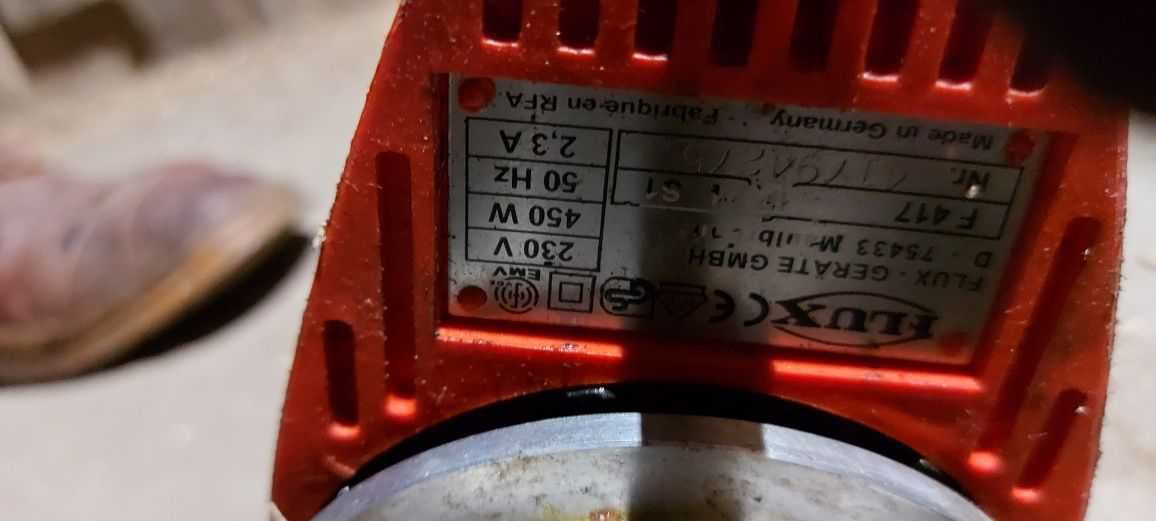 FLUX CE GS EMV
FLUX - GERÄTE GMBH
D - 75433
F 417
S1
Nr.
230 V
450 W
50 Hz
2,3 A
Made in Germany - Fabriqué en RFA